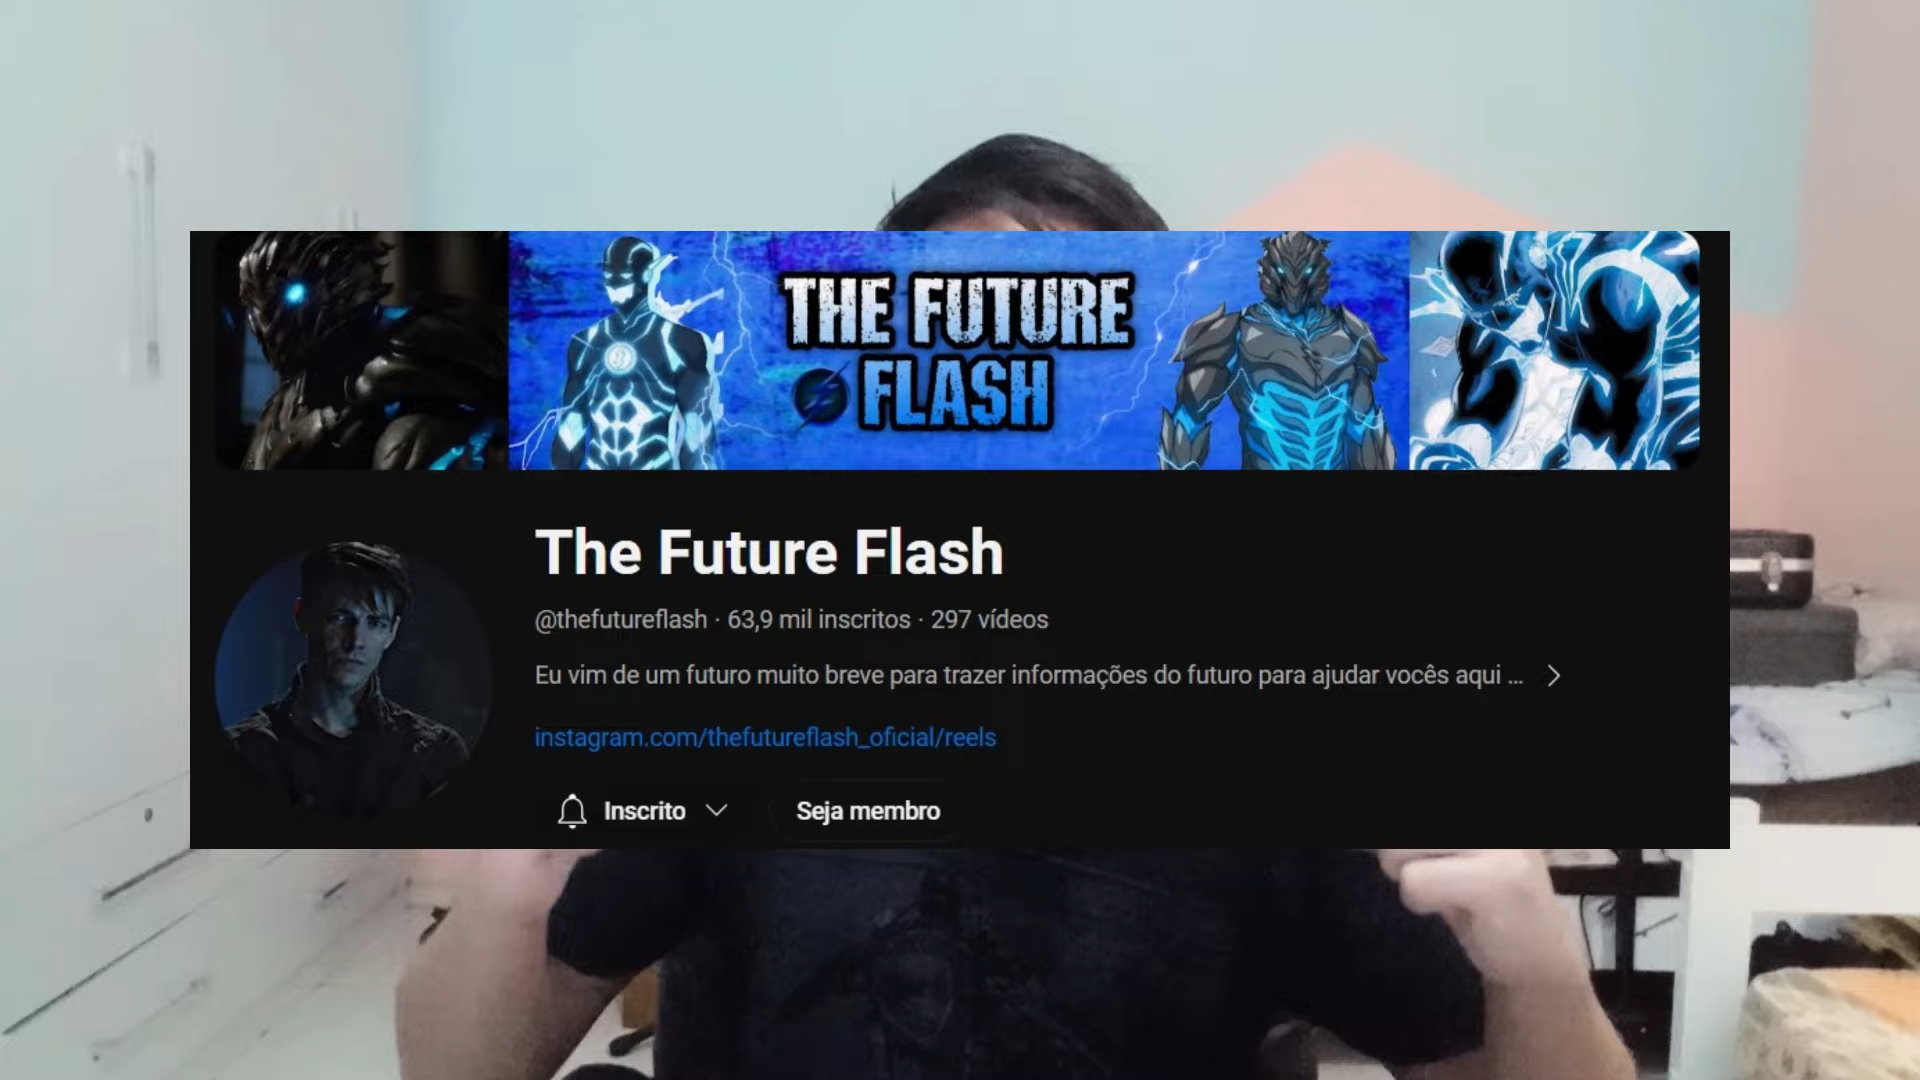 THE FUTURE
FLASH
The Future Flash
@thefutureflash · 63,9 mil inscritos · 297 vídeos
Eu vim de um futuro muito breve para trazer informações do futuro para ajudar vocês aqui ...
instagram.com/thefutureflash_oficial/reels
Inscrito
Seja membro